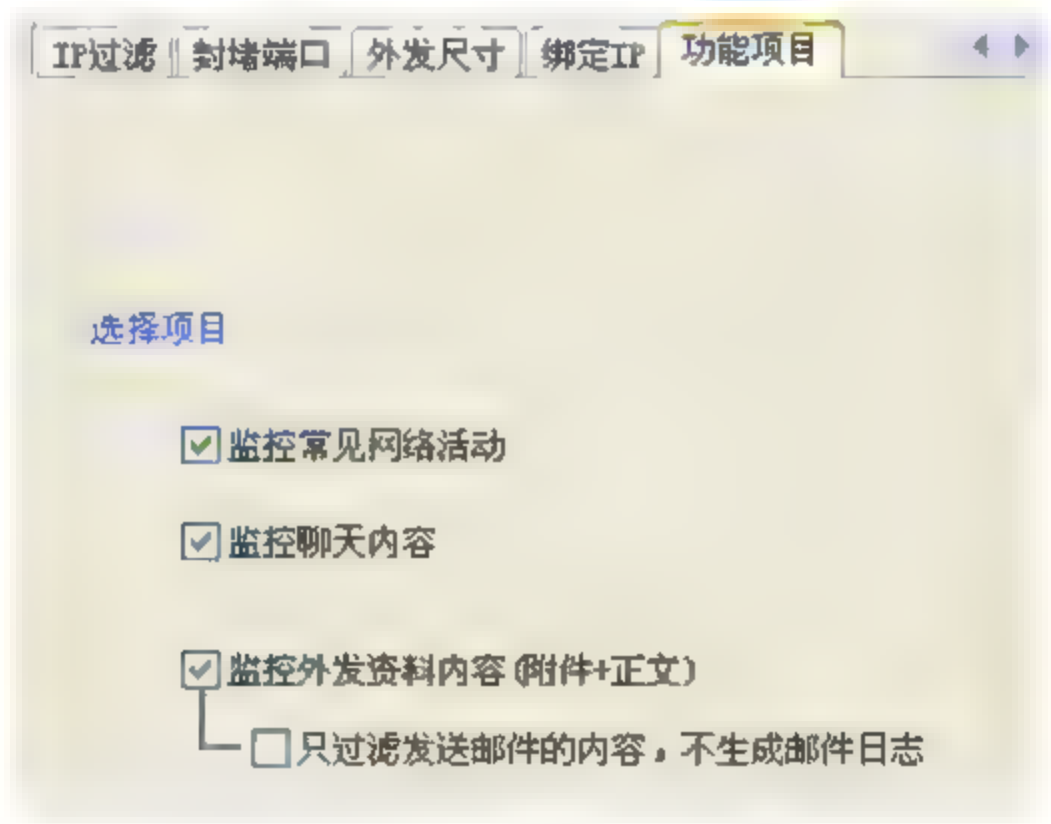 IP过滤 封堵端口 外发尺寸 绑定IP 功能项目
选择项目
监控常见网络活动
监控聊天内容
监控外发资料内容(附件+正文)
只过滤发送邮件的内容，不生成邮件日志